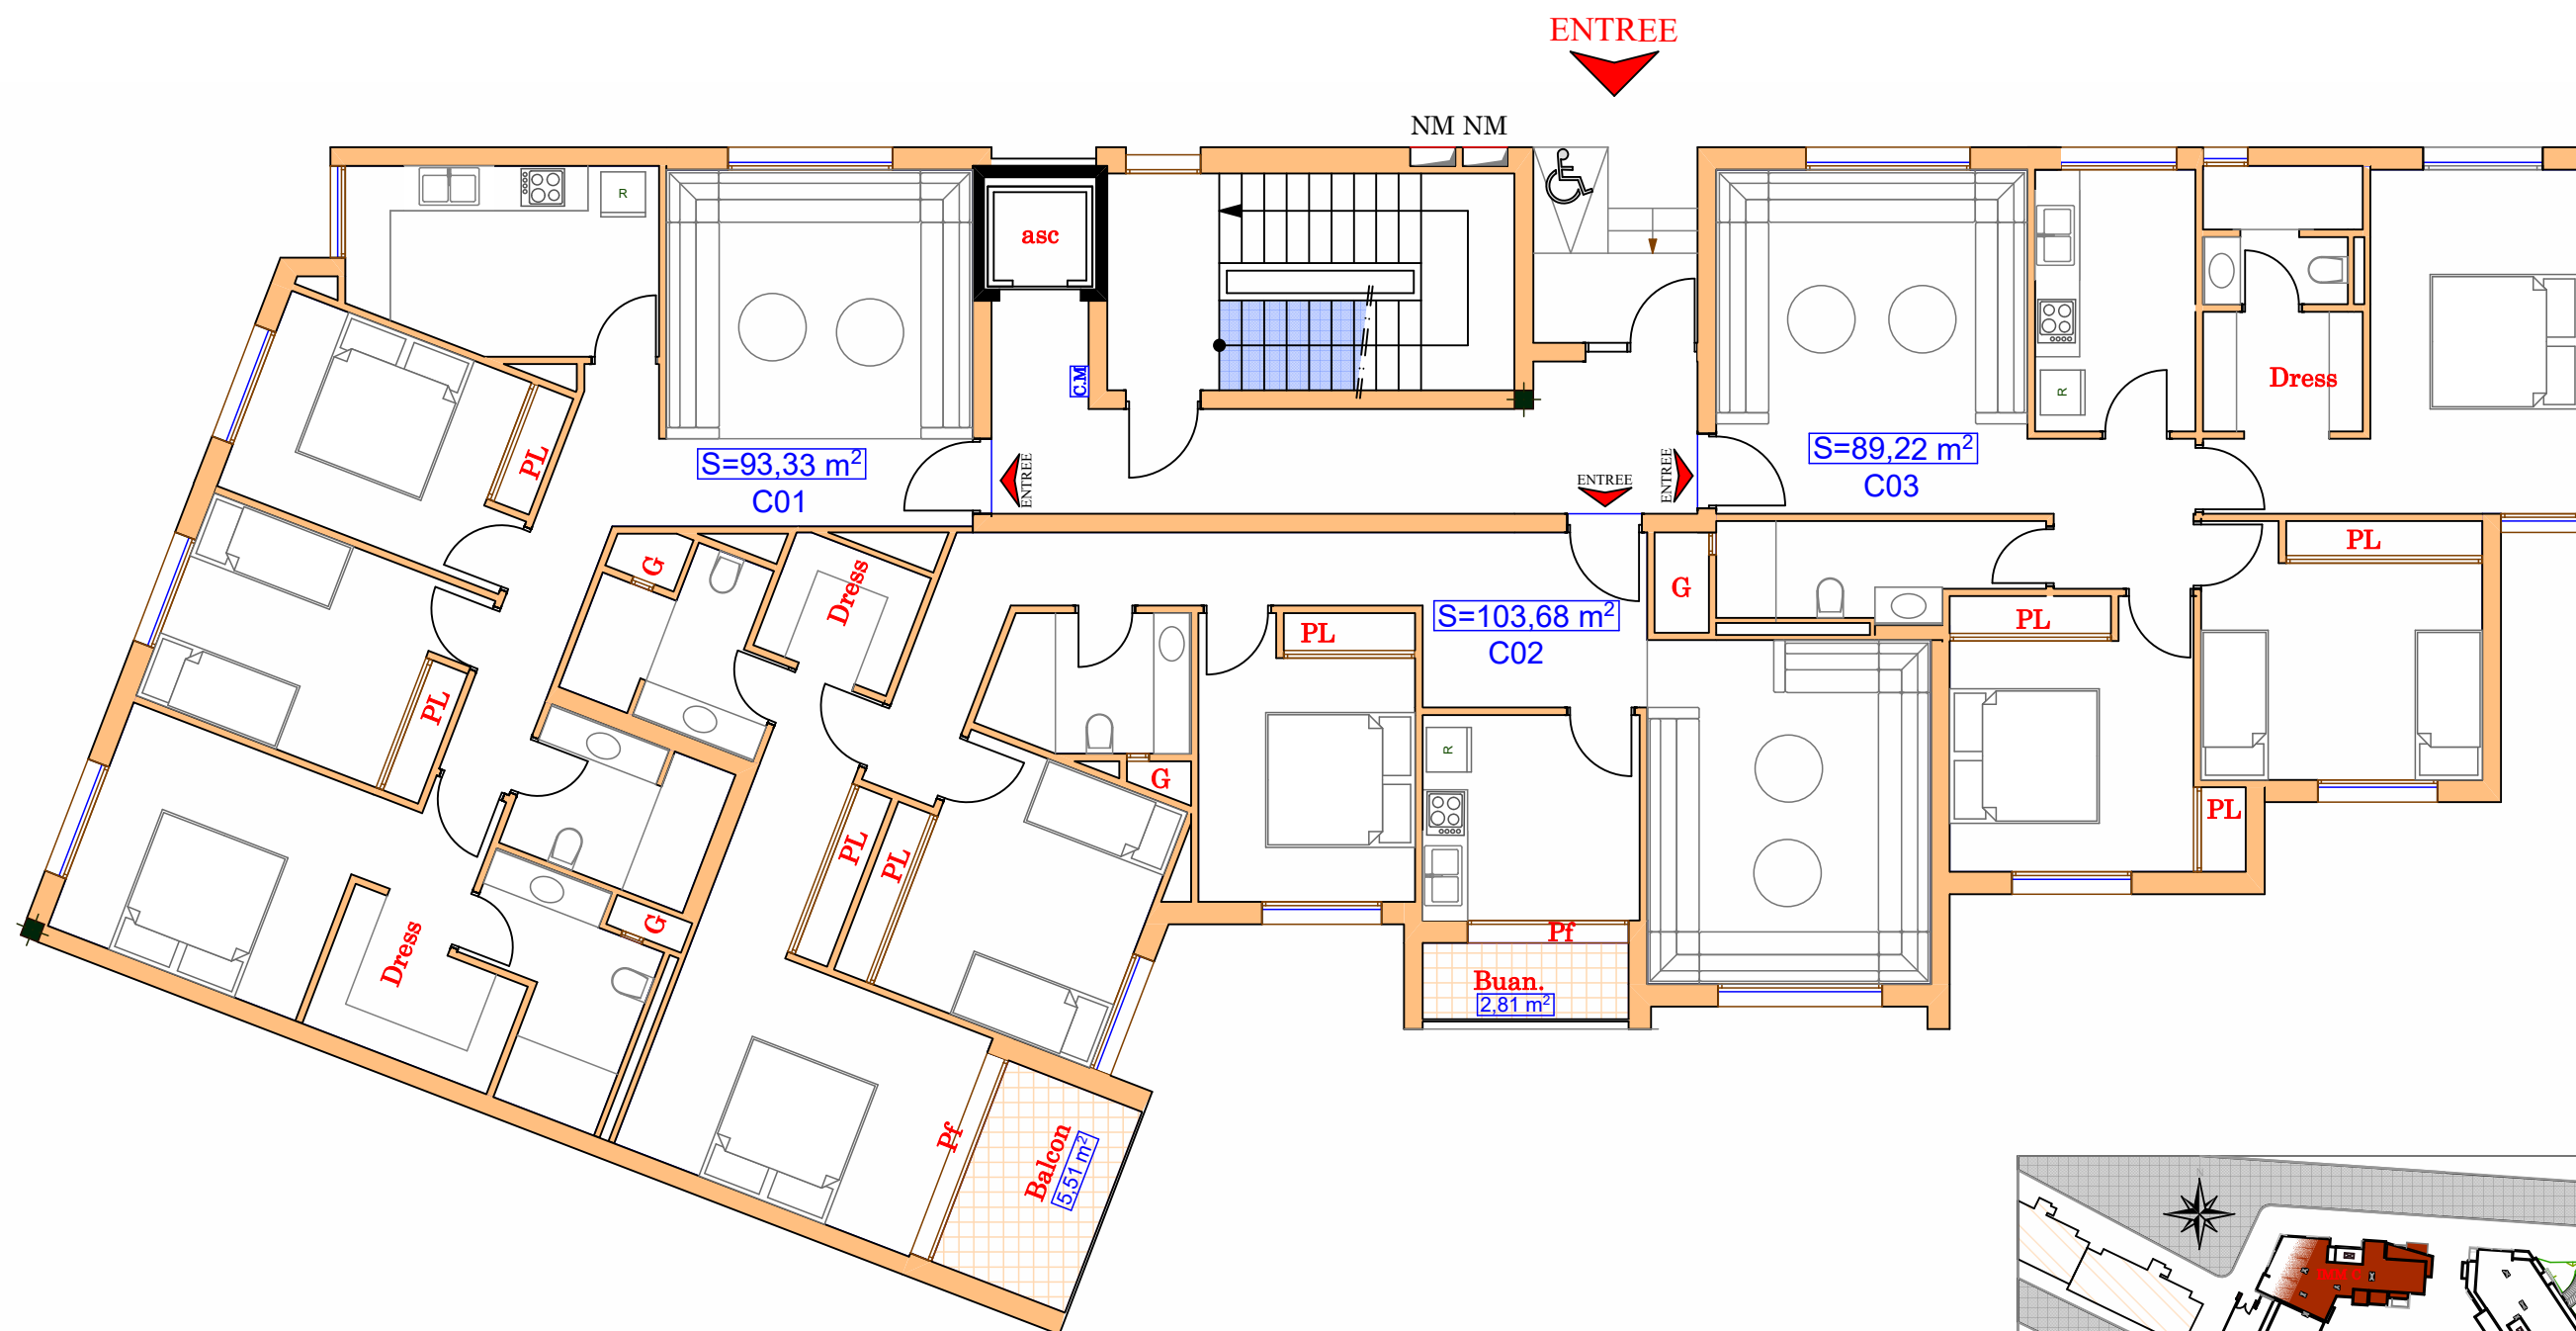 ENTREE
NM NM
R
asc
C.M
S=93,33 m²
C01
ENTREE
ENTREE
ENTREE
S=89,22 m²
C03
R
Dress
PL
PL
G
Dress
PL
Dress
G
PL
PL
G
PL
S=103,68 m²
C02
G
R
Pf
Buan.
2,81 m²
PL
PL
PL
Pf
Balcon
5,51 m²